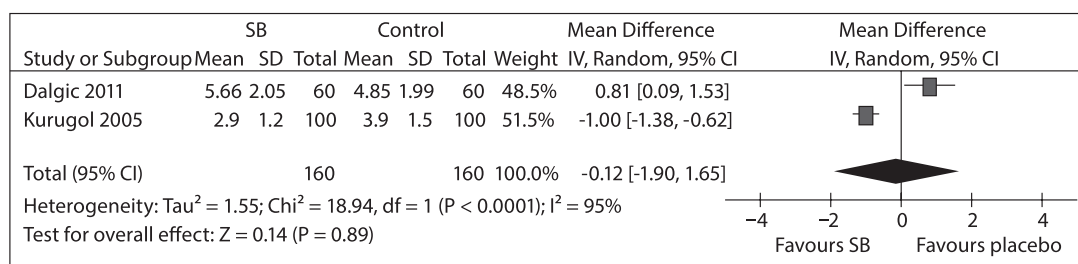 SB Control Mean Difference Mean Difference
Study or Subgroup Mean SD Total Mean SD Total Weight IV, Random, 95% CI IV, Random, 95% CI
Dalgic 2011 5.66 2.05 60 4.85 1.99 60 48.5% 0.81 [0.09, 1.53]
Kurugol 2005 2.9 1.2 100 3.9 1.5 100 51.5% -1.00 [-1.38, -0.62]
Total (95% CI) 160 160 100.0% -0.12 [-1.90, 1.65]
Heterogeneity: Tau² = 1.55; Chi² = 18.94, df = 1 (P < 0.0001); I² = 95%
Test for overall effect: Z = 0.14 (P = 0.89)
−4 −2 0 2 4
Favours SB Favours placebo